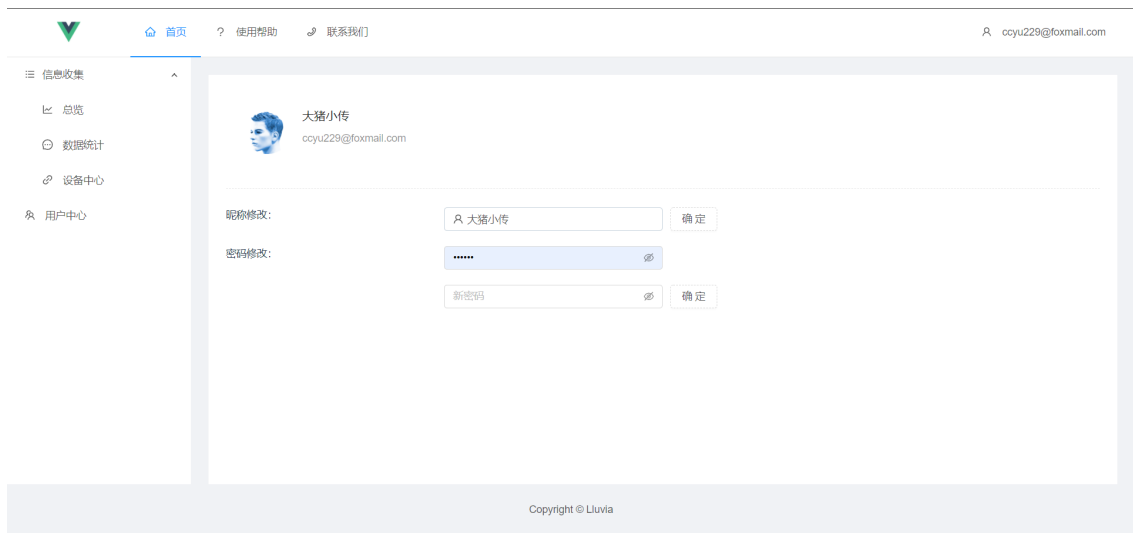 首页
使用帮助
联系我们
ccyu229@foxmail.com
信息收集
总览
数据统计
设备中心
用户中心
大猪小传
ccyu229@foxmail.com
昵称修改:
大猪小传
确 定
密码修改:
••••••
新密码
确 定
Copyright © Lluvia